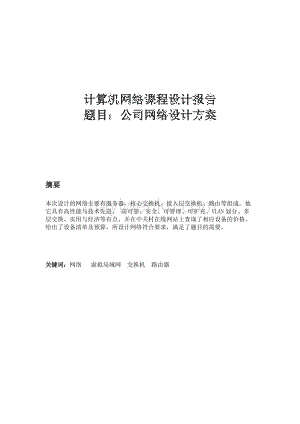 计算机网络课程设计报告
题目：公司网络设计方案
摘要
本次设计的网络主要有服务器，核心交换机，接入层交换机，路由等组成。他
它具有高性能与技术先进，高可靠、安全、可管理、可扩充、VLAN 划分、多
层交换、实用与经济等有点。并在中关村在线网站上查询了相应设备的价格。
给出了设备清单及预算。所设计网络符合要求，满足了题目的需要。
关键词：网络 虚拟局域网 交换机 路由器